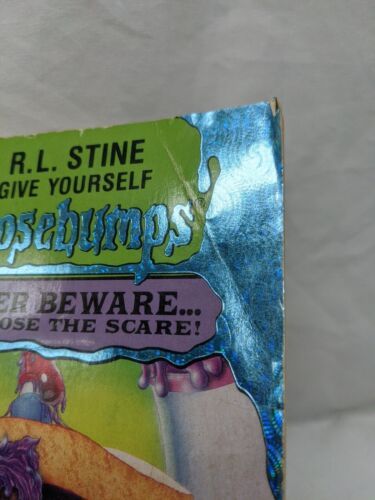 R.L. STINE
GIVE YOURSELF
osebumps®
ER BEWARE...
OSE THE SCARE!